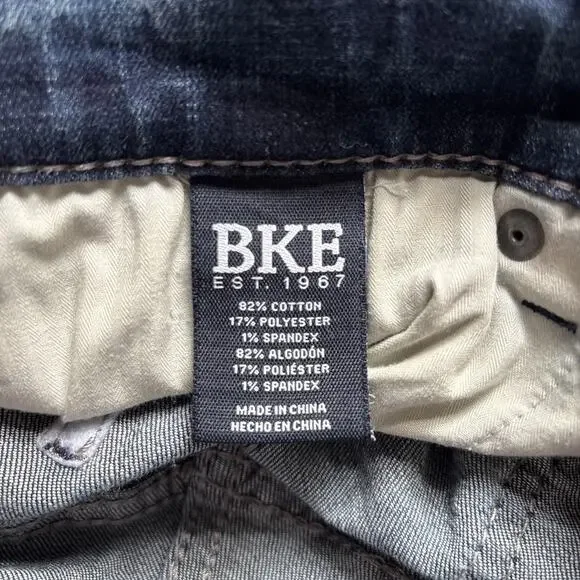 BKE
EST. 1967
82% COTTON
17% POLYESTER
1% SPANDEX
82% ALGODÓN
17% POLIÉSTER
1% SPANDEX
MADE IN CHINA
HECHO EN CHINA